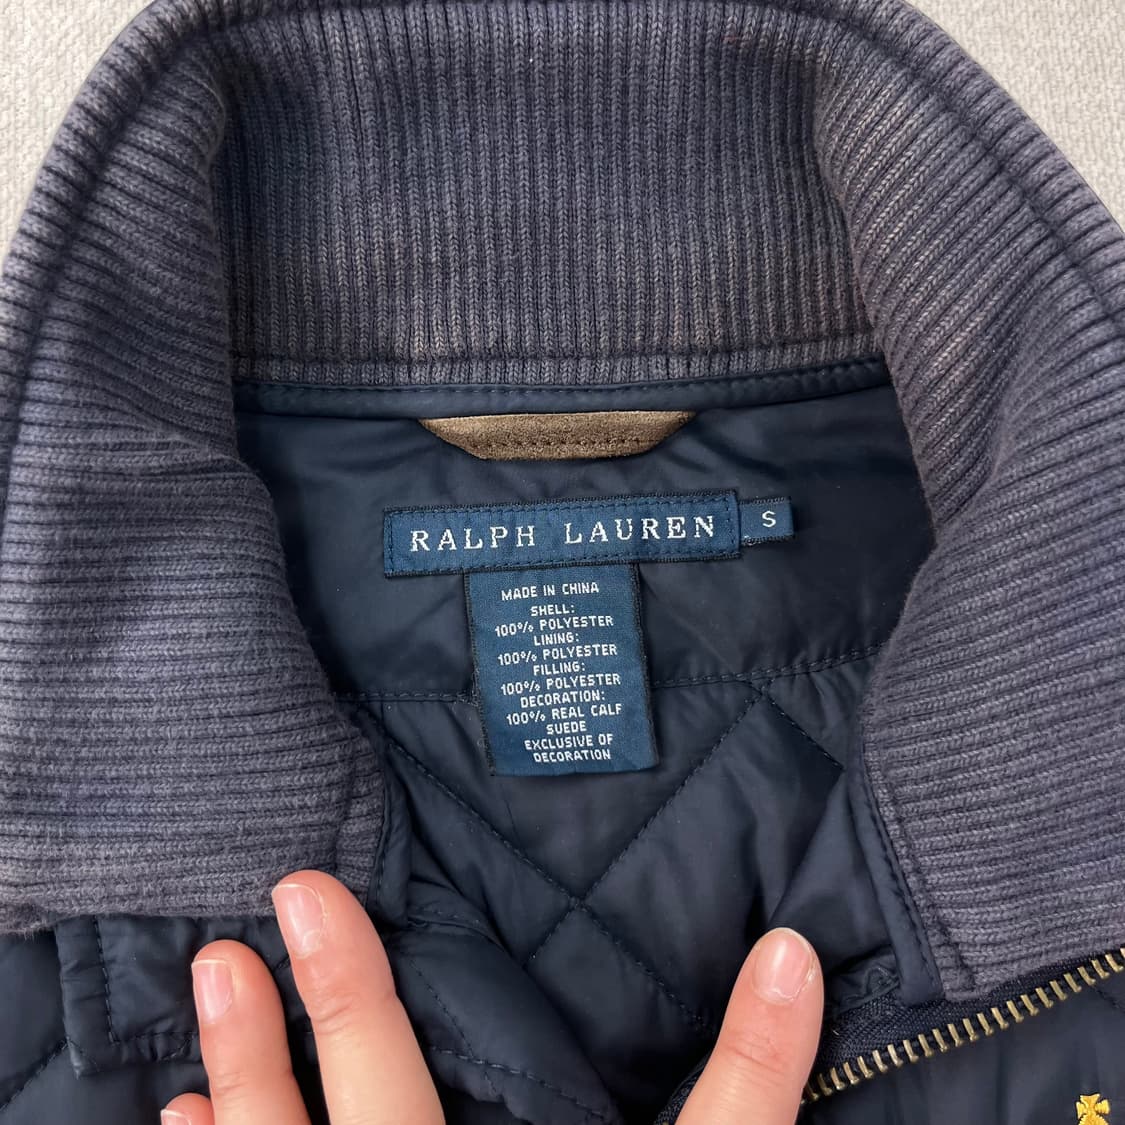 RALPH LAUREN
S
MADE IN CHINA
SHELL:
100% POLYESTER
LINING:
100% POLYESTER
FILLING:
100% POLYESTER
DECORATION:
100% REAL CALF
SUEDE
EXCLUSIVE OF
DECORATION